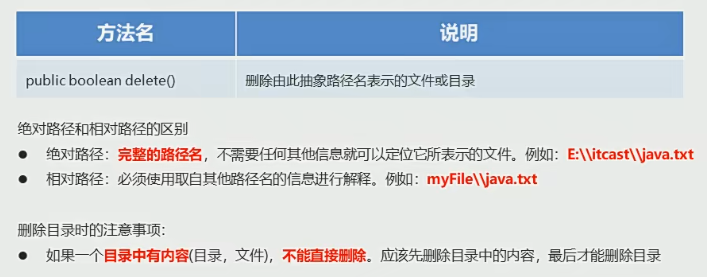 方法名 说明
public boolean delete() 删除由此抽象路径名表示的文件或目录
绝对路径和相对路径的区别
● 绝对路径：完整的路径名，不需要任何其他信息就可以定位它所表示的文件。例如：E:\\itcast\\java.txt
● 相对路径：必须使用取自其他路径名的信息进行解释。例如：myFile\\java.txt
删除目录时的注意事项：
● 如果一个目录中有内容(目录，文件)，不能直接删除。应该先删除目录中的内容，最后才能删除目录